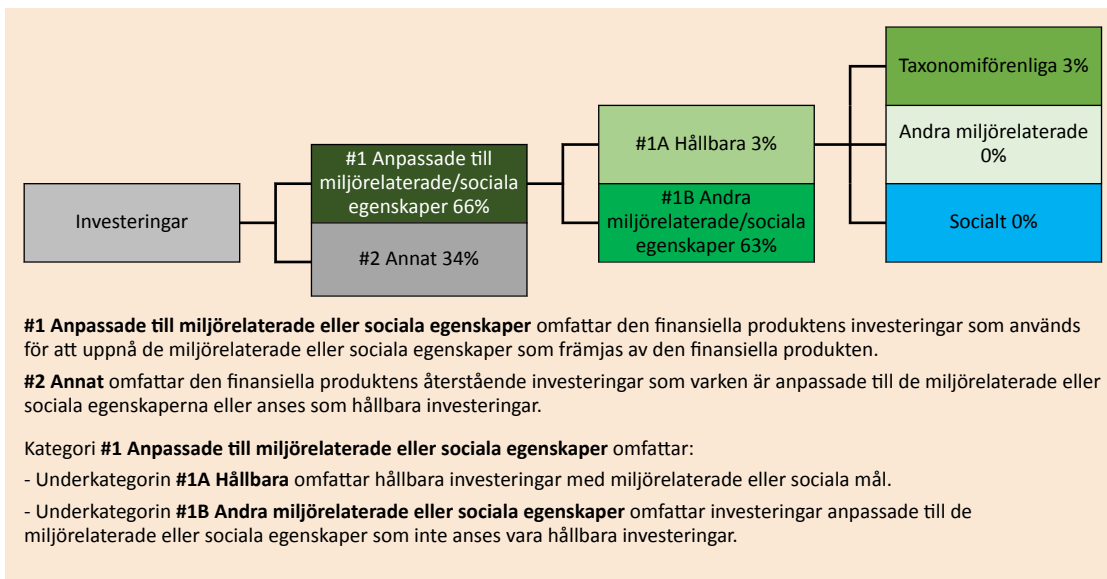 Investeringar
#1 Anpassade till
miljörelaterade/sociala
egenskaper 66%
#2 Annat 34%
#1A Hållbara 3%
#1B Andra
miljörelaterade/sociala
egenskaper 63%
Taxonomiförenliga 3%
Andra miljörelaterade
0%
Socialt 0%
#1 Anpassade till miljörelaterade eller sociala egenskaper omfattar den finansiella produktens investeringar som används
för att uppnå de miljörelaterade eller sociala egenskaper som främjas av den finansiella produkten.
#2 Annat omfattar den finansiella produktens återstående investeringar som varken är anpassade till de miljörelaterade eller
sociala egenskaperna eller anses som hållbara investeringar.
Kategori #1 Anpassade till miljörelaterade eller sociala egenskaper omfattar:
- Underkategorin #1A Hållbara omfattar hållbara investeringar med miljörelaterade eller sociala mål.
- Underkategorin #1B Andra miljörelaterade eller sociala egenskaper omfattar investeringar anpassade till de
miljörelaterade eller sociala egenskaper som inte anses vara hållbara investeringar.